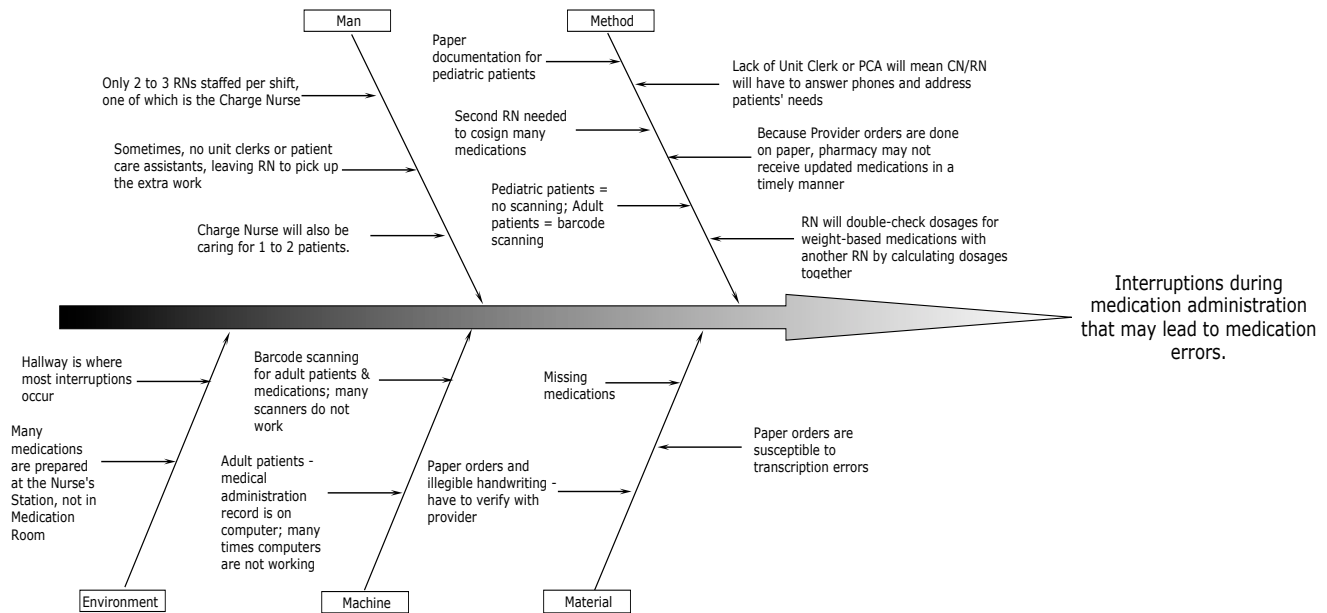 Man
Method
Only 2 to 3 RNs staffed per shift,
one of which is the Charge Nurse
Sometimes, no unit clerks or patient
care assistants, leaving RN to pick up
the extra work
Charge Nurse will also be
caring for 1 to 2 patients.
Paper
documentation for
pediatric patients
Second RN needed
to cosign many
medications
Pediatric patients =
no scanning; Adult
patients = barcode
scanning
Lack of Unit Clerk or PCA will mean CN/RN
will have to answer phones and address
patients' needs
Because Provider orders are done
on paper, pharmacy may not
receive updated medications in a
timely manner
RN will double-check dosages for
weight-based medications with
another RN by calculating dosages
together
Interruptions during
medication administration
that may lead to medication
errors.
Hallway is where
most interruptions
occur
Many
medications
are prepared
at the Nurse's
Station, not in
Medication
Room
Barcode scanning
for adult patients &
medications; many
scanners do not
work
Adult patients -
medical
administration
record is on
computer; many
times computers
are not working
Missing
medications
Paper orders and
illegible handwriting -
have to verify with
provider
Paper orders are
susceptible to
transcription errors
Environment
Machine
Material